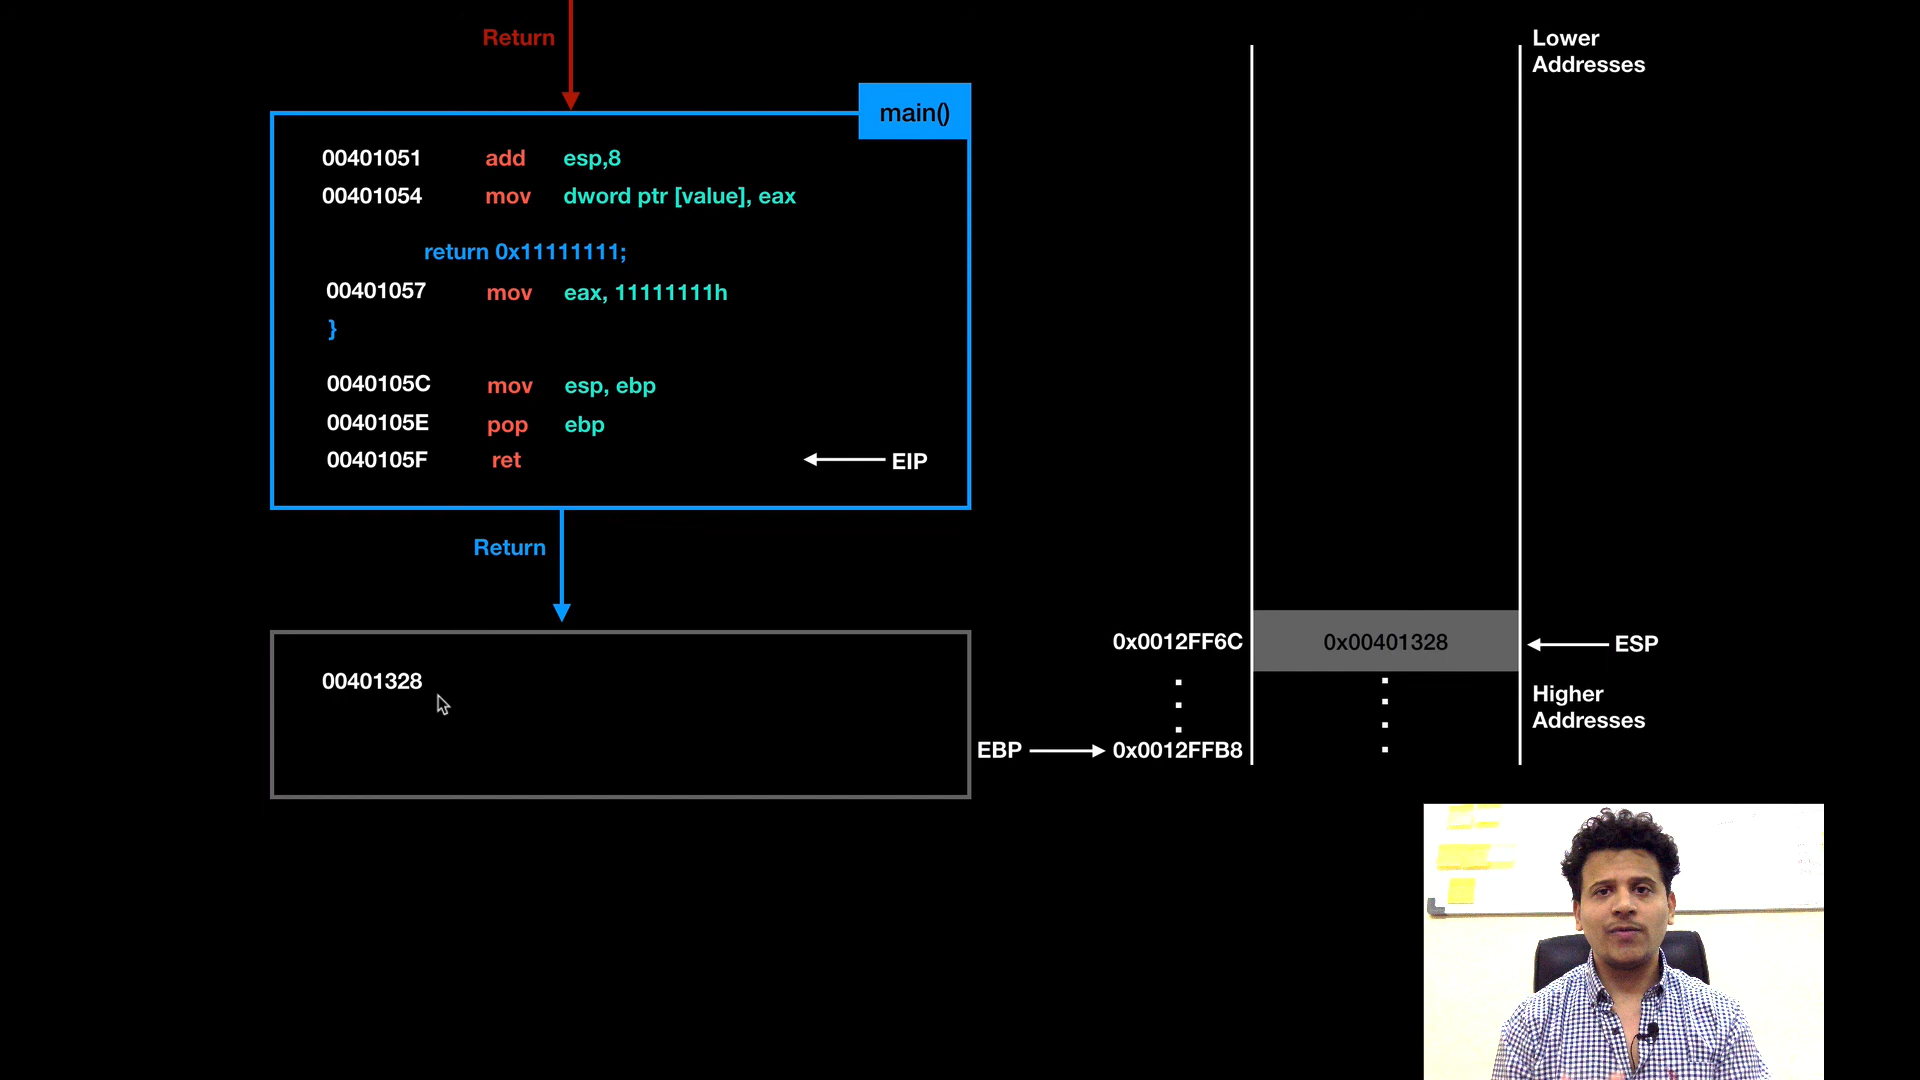 Return
main()
00401051 add esp,8
00401054 mov dword ptr [value], eax
return 0x11111111;
00401057 mov eax, 11111111h
}
0040105C mov esp, ebp
0040105E pop ebp
0040105F ret
EIP
Return
00401328
Lower
Addresses
0x0012FF6C 0x00401328 ESP
Higher
Addresses
EBP 0x0012FFB8